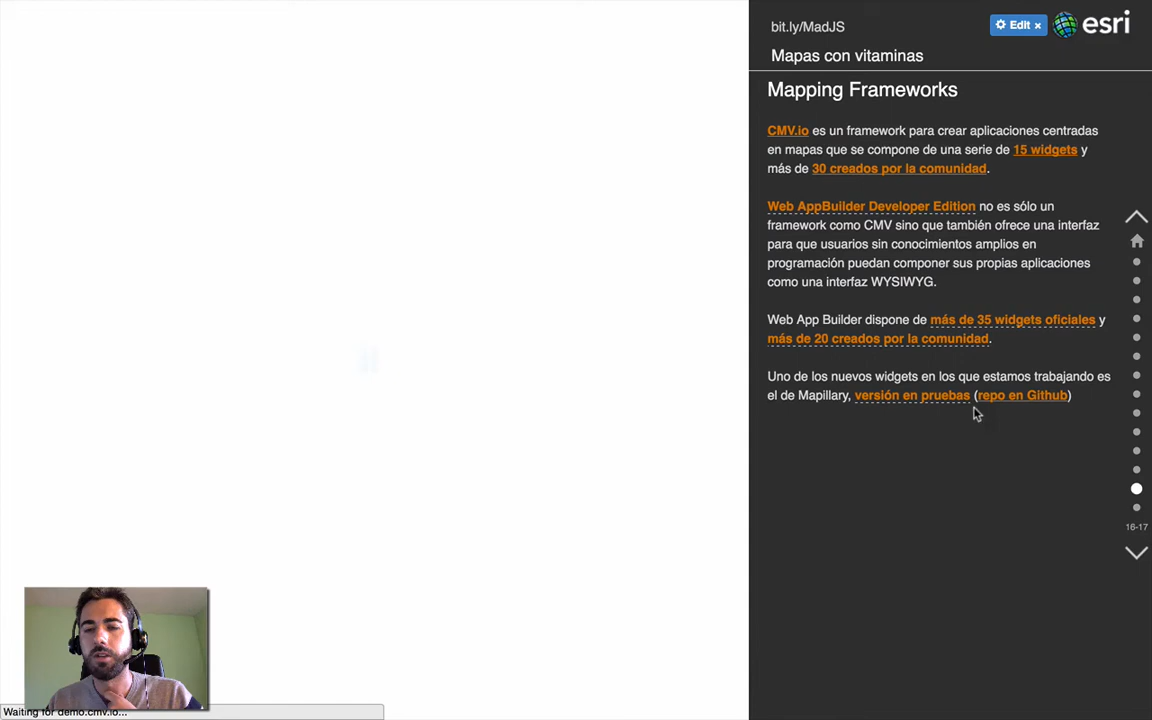 bit.ly/MadJS
Edit ×
esri
Mapas con vitaminas
Mapping Frameworks
CMV.io es un framework para crear aplicaciones centradas
en mapas que se compone de una serie de 15 widgets y
más de 30 creados por la comunidad.
Web AppBuilder Developer Edition no es sólo un
framework como CMV sino que también ofrece una interfaz
para que usuarios sin conocimientos amplios en
programación puedan componer sus propias aplicaciones
como una interfaz WYSIWYG.
Web App Builder dispone de más de 35 widgets oficiales y
más de 20 creados por la comunidad.
Uno de los nuevos widgets en los que estamos trabajando es
el de Mapillary, versión en pruebas (repo en Github)
16-17
Waiting for demo.cmv.io...